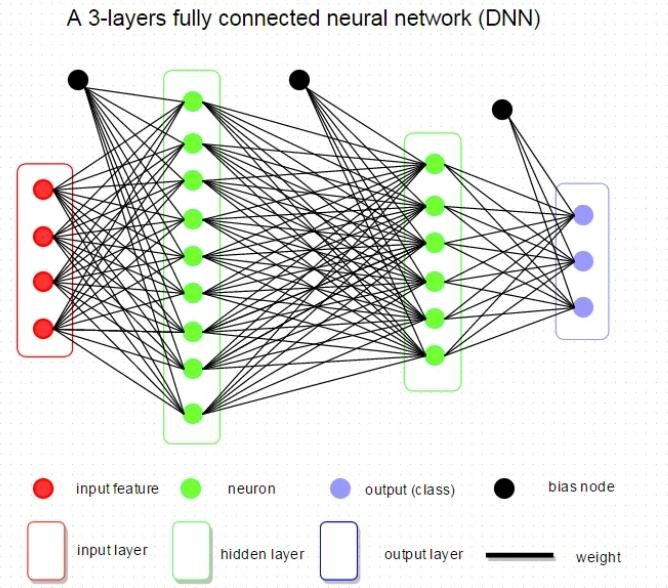 A 3-layers fully connected neural network (DNN)
input feature
neuron
output (class)
bias node
input layer
hidden layer
output layer
weight